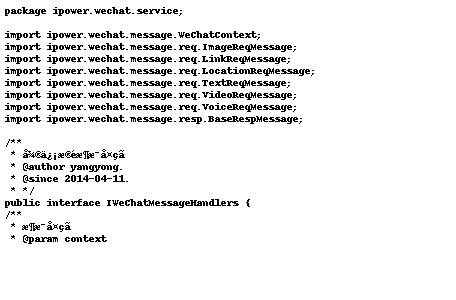 package ipower.wechat.service;

import ipower.wechat.message.WeChatContext;
import ipower.wechat.message.req.ImageReqMessage;
import ipower.wechat.message.req.LinkReqMessage;
import ipower.wechat.message.req.LocationReqMessage;
import ipower.wechat.message.req.TextReqMessage;
import ipower.wechat.message.req.VideoReqMessage;
import ipower.wechat.message.req.VoiceReqMessage;
import ipower.wechat.message.resp.BaseRespMessage;

/**
 * å¾®ä¿¡æ®éæ¶æ¯å¤çã
 * @author yangyong.
 * @since 2014-04-11.
 * */
public interface IWeChatMessageHandlers {
/**
 * æ¶æ¯å¤çã
 * @param context